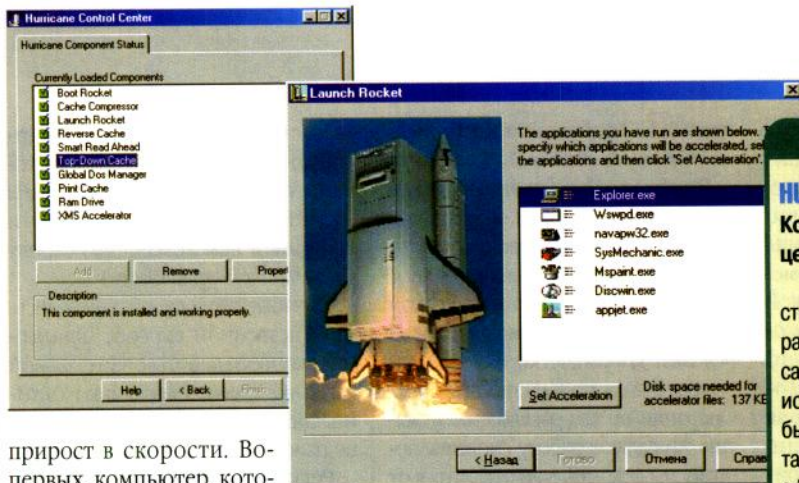 Hurricane Control Center
Hurricane Component Status
Currently Loaded Components
Boot Rocket
Cache Compressor
Launch Rocket
Reverse Cache
Smart Read Ahead
Top-Down Cache
Global Dos Manager
Print Cache
Ram Drive
XMS Accelerator
Add Remove
Description
This component is installed and working properly.
Help < Back Finish
Launch Rocket
The applications you have run are shown below.
specify which applications will be accelerated,
the applications and then click 'Set Acceleration'.
Explorer.exe
Wswpd.exe
navapw32.exe
SysMechanic.exe
Mspaint.exe
Discwin.exe
appjet.exe
Set Acceleration
Disk space needed for
accelerator files: 137
< Назад Готово Отмена
прирост в скорости. Во-
первых компьютер кото-